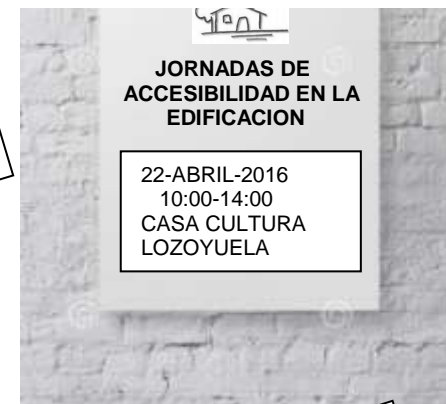 JORNADAS DE
ACCESIBILIDAD EN LA
EDIFICACION
22-ABRIL-2016
10:00-14:00
CASA CULTURA
LOZOYUELA